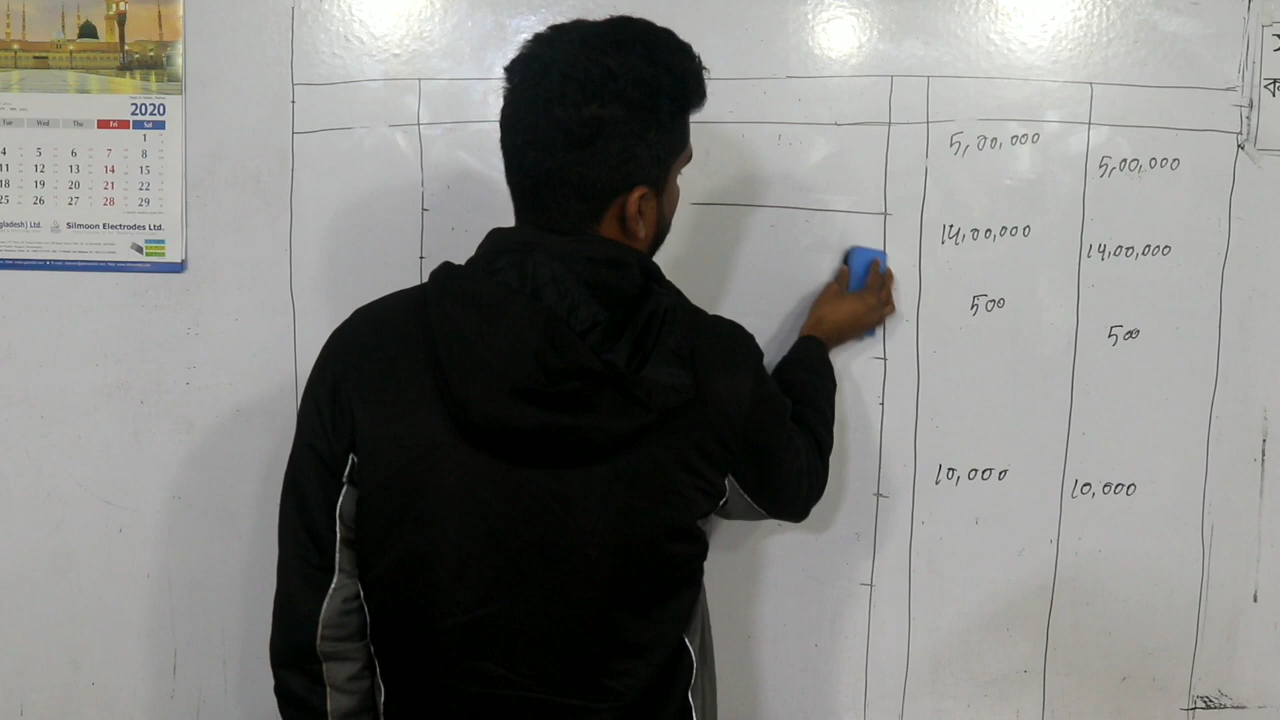 2020
Tue Wed Thu Fri Sat
1
4 5 6 7 8
11 12 13 14 15
18 19 20 21 22
25 26 27 28 29
gladesh) Ltd. Silmoon Electrodes Ltd.
5,00,000
5,00,000
14,00,000
14,00,000
500
500
10,000
10,000